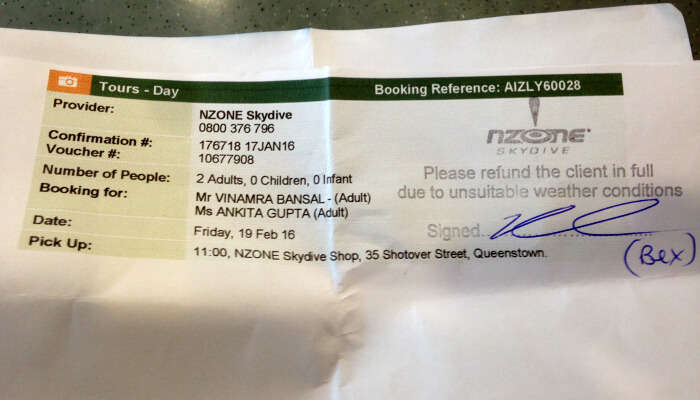 Tours - Day Booking Reference: AIZLY60028
Provider: NZONE Skydive
0800 376 796
Confirmation #: 176718 17JAN16
Voucher #: 10677908
Number of People: 2 Adults, 0 Children, 0 Infant
Booking for: Mr VINAMRA BANSAL - (Adult)
Ms ANKITA GUPTA (Adult)
Date: Friday, 19 Feb 16
Pick Up: 11:00, NZONE Skydive Shop, 35 Shotover Street, Queenstown.
nzone
SKYDIVE
Please refund the client in full
due to unsuitable weather conditions
Signed
(Bex)